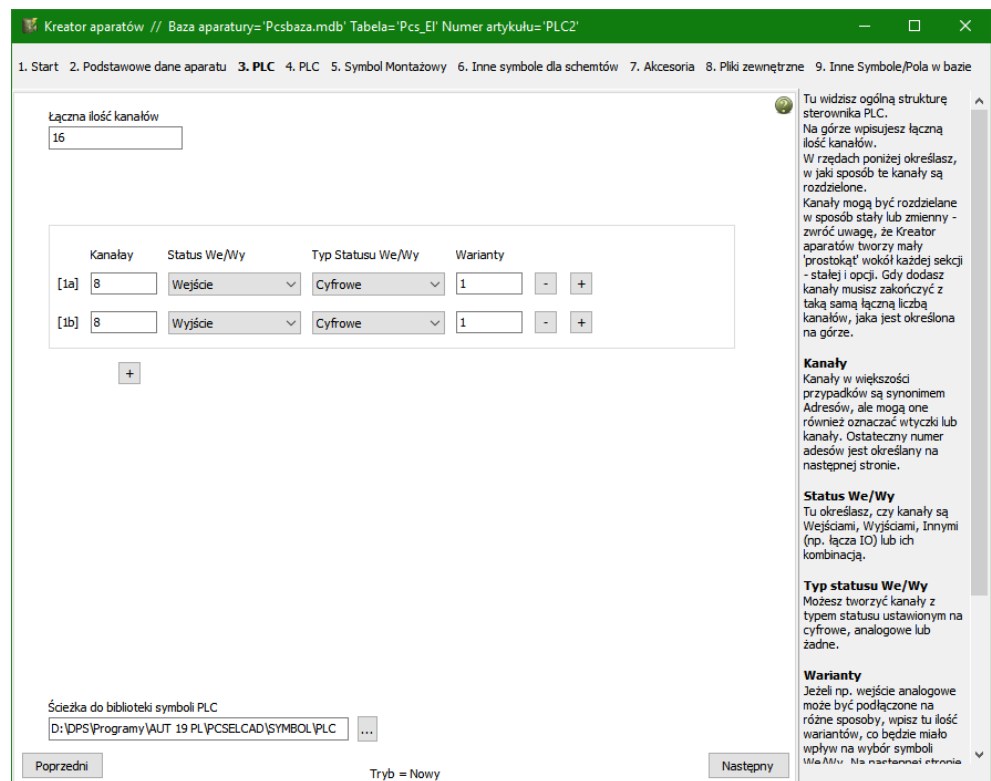 Kreator aparatów // Baza aparatury='Pcsbaza.mdb' Tabela='Pcs_El' Numer artykułu='PLC2'
1. Start 2. Podstawowe dane aparatu 3. PLC 4. PLC 5. Symbol Montażowy 6. Inne symbole dla schemtów 7. Akcesoria 8. Pliki zewnętrzne 9. Inne Symbole/Pola w bazie
Łączna ilość kanałów
16
Kanałay Status We/Wy Typ Statusu We/Wy Warianty
[1a] 8 Wejście Cyfrowe 1 - +
[1b] 8 Wyjście Cyfrowe 1 - +
+
Ścieżka do biblioteki symboli PLC
D:\DPS\Programy\AUT 19 PL\PCSELCAD\SYMBOL\PLC ...
Poprzedni
Tryb = Nowy
Następny
?
Tu widzisz ogólną strukturę
sterownika PLC.
Na górze wpisujesz łączną
ilość kanałów.
W rzędach poniżej określasz,
w jaki sposób te kanały są
rozdzielone.
Kanały mogą być rozdzielane
w sposób stały lub zmienny -
zwróć uwagę, że Kreator
aparatów tworzy mały
'prostokąt' wokół każdej sekcji
- stałej i opcji. Gdy dodasz
kanały musisz zakończyć z
taką samą łączną liczbą
kanałów, jaka jest określona
na górze.
Kanały
Kanały w większości
przypadków są synonimem
Adresów, ale mogą one
również oznaczać wtyczki lub
kanały. Ostateczny numer
adesów jest określany na
następnej stronie.
Status We/Wy
Tu określasz, czy kanały są
Wejściami, Wyjściami, Innymi
(np. łącza IO) lub ich
kombinacją.
Typ statusu We/Wy
Możesz tworzyć kanały z
typem statusu ustawionym na
cyfrowe, analogowe lub
żadne.
Warianty
Jeżeli np. wejście analogowe
może być podłączone na
różne sposoby, wpisz tu ilość
wariantów, co będzie miało
wpływ na wybór symboli
We/Wy. Na następnej stronie